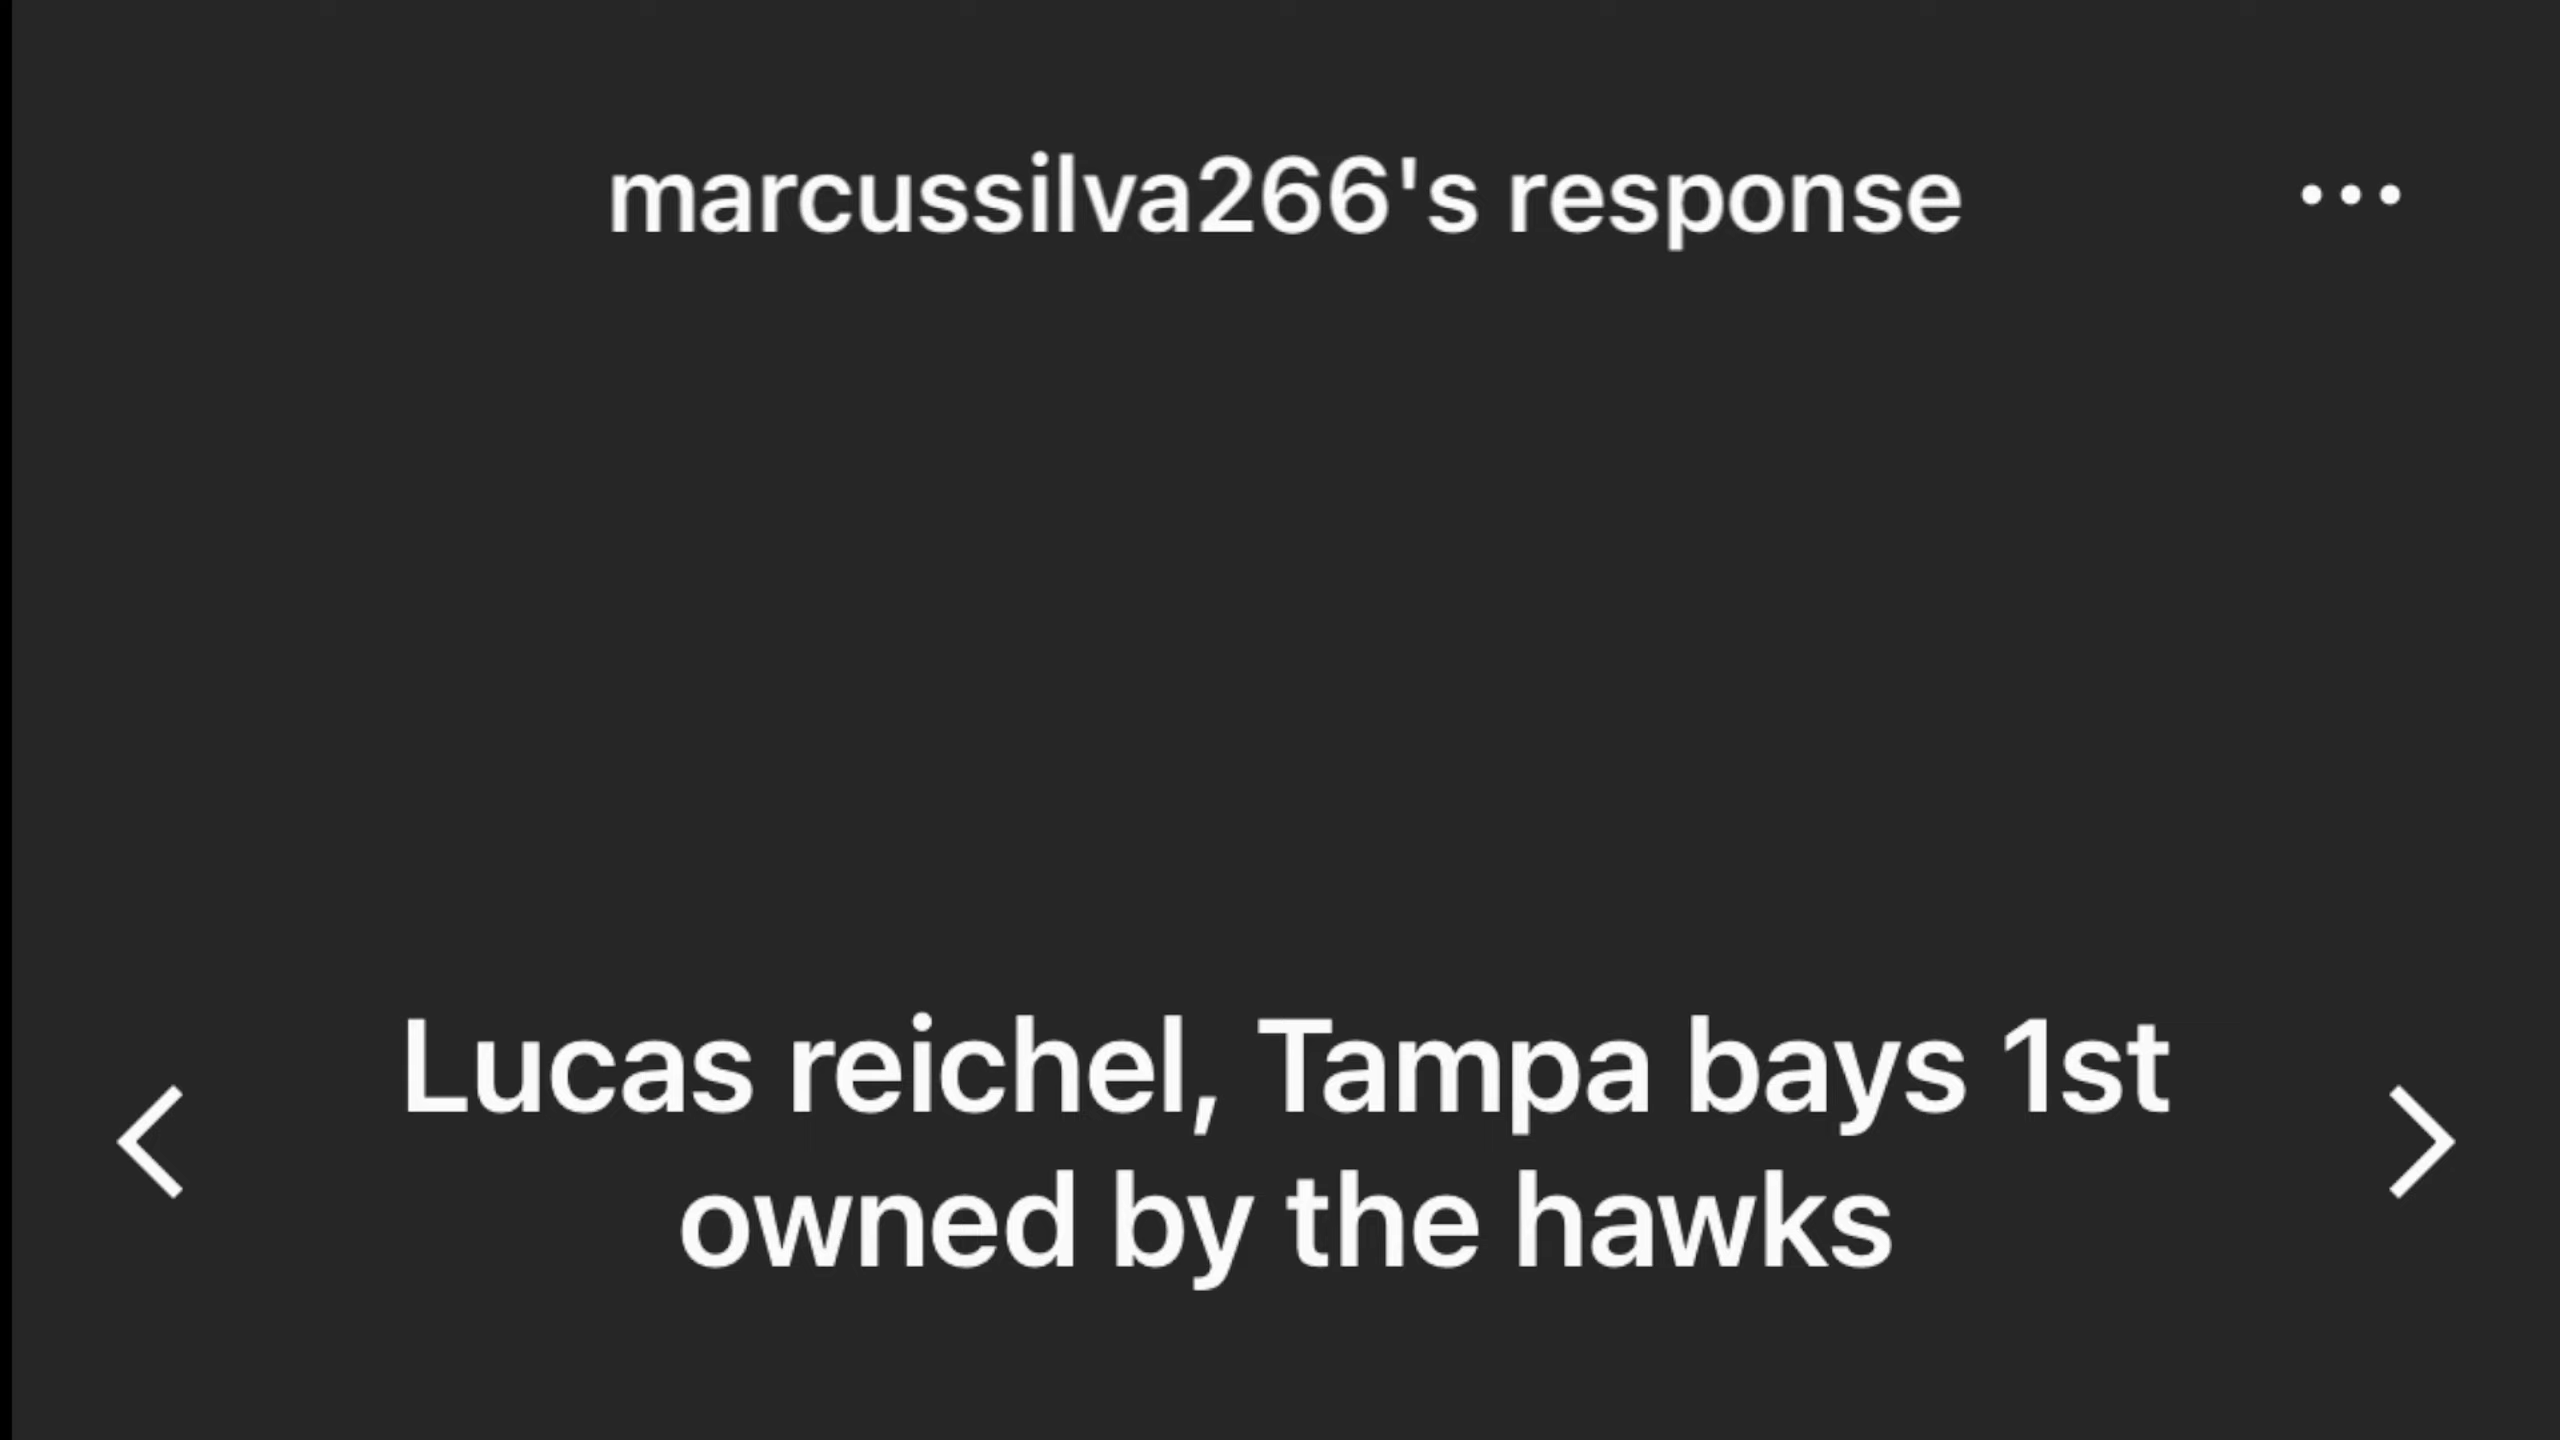 marcussilva266's response
Lucas reichel, Tampa bays 1st
owned by the hawks